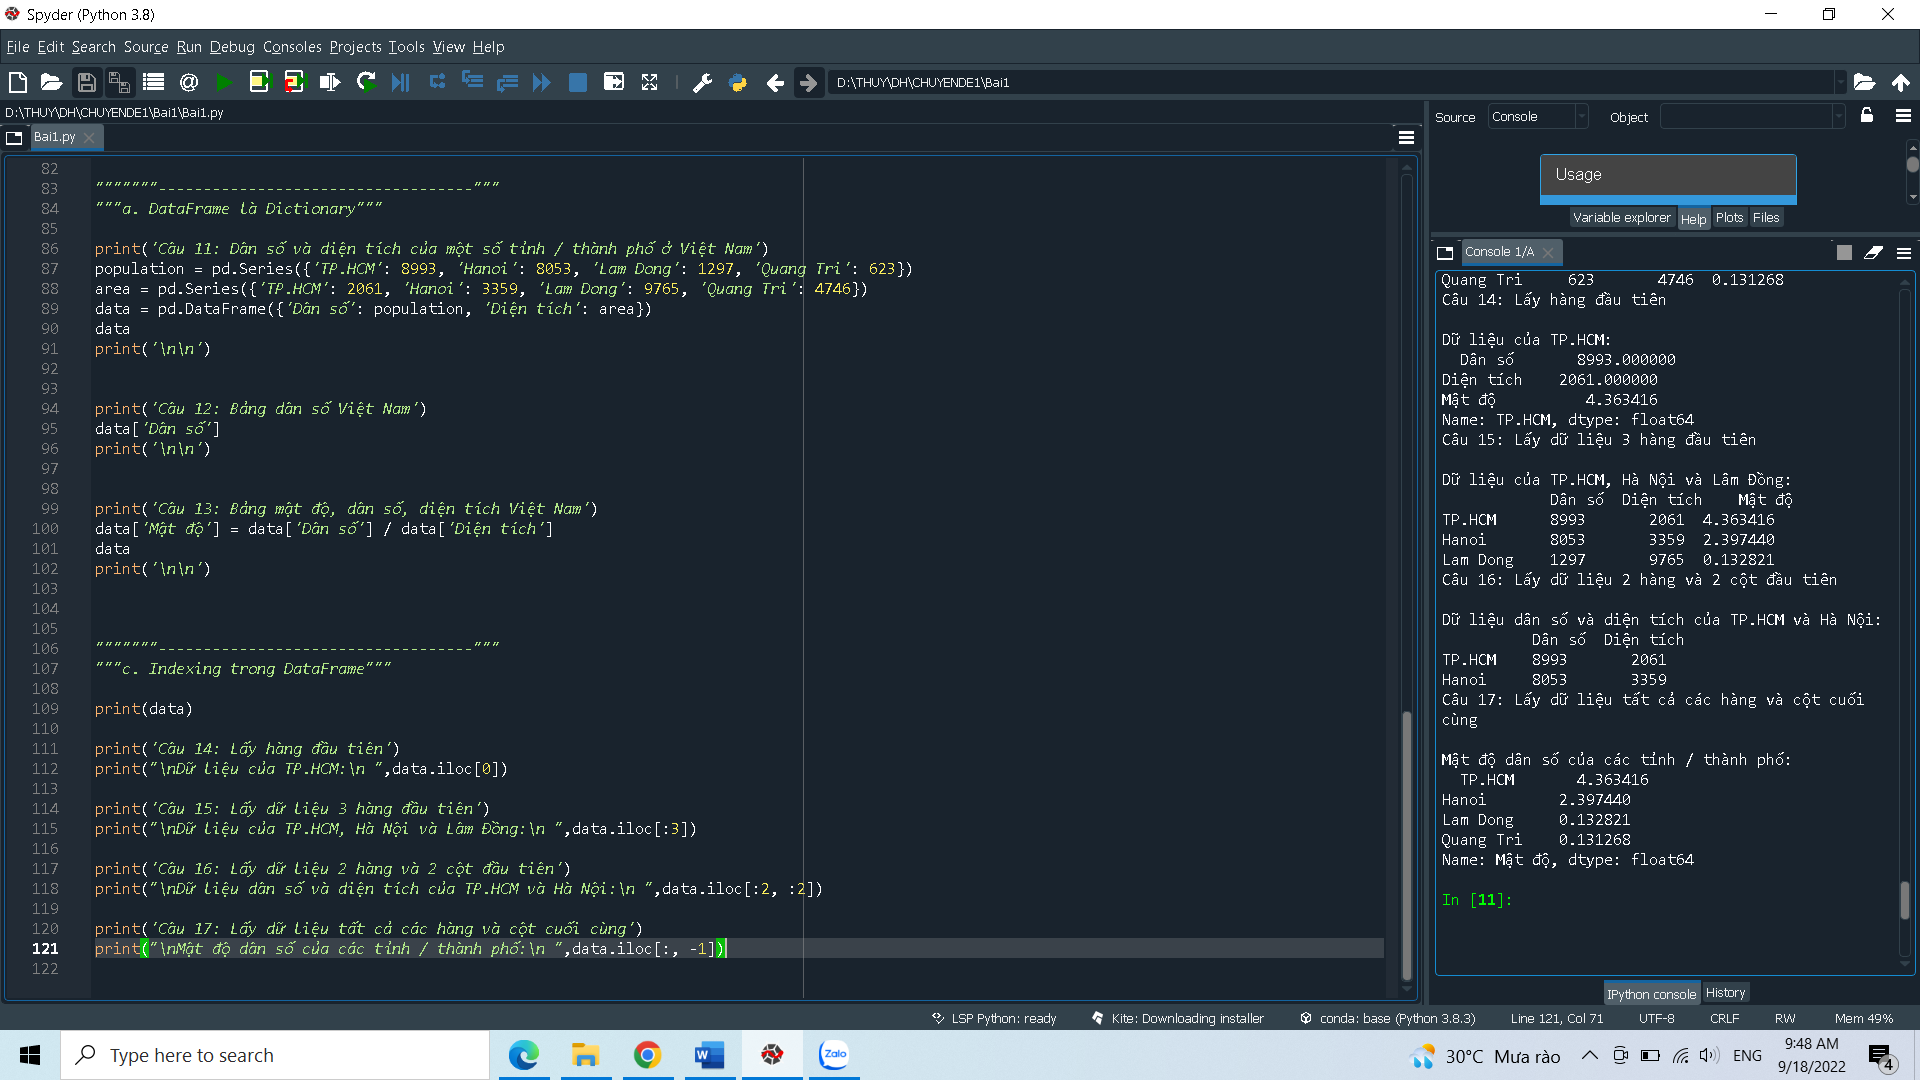 Spyder (Python 3.8)
File Edit Search Source Run Debug Consoles Projects Tools View Help
D:\THUY\DH\CHUYENDE1\Bai1
D:\THUY\DH\CHUYENDE1\Bai1\Bai1.py
Bai1.py
82
83 """""""-----------------------------------"""
84 """a. DataFrame là Dictionary"""
85
86 print('Câu 11: Dân số và diện tích của một số tỉnh / thành phố ở Việt Nam')
87 population = pd.Series({'TP.HCM': 8993, 'Hanoi': 8053, 'Lam Dong': 1297, 'Quang Tri': 623})
88 area = pd.Series({'TP.HCM': 2061, 'Hanoi': 3359, 'Lam Dong': 9765, 'Quang Tri': 4746})
89 data = pd.DataFrame({'Dân số': population, 'Diện tích': area})
90 data
91 print('\n\n')
92
93
94 print('Câu 12: Bảng dân số Việt Nam')
95 data['Dân số']
96 print('\n\n')
97
98
99 print('Câu 13: Bảng mật độ, dân số, diện tích Việt Nam')
100 data['Mật độ'] = data['Dân số'] / data['Diện tích']
101 data
102 print('\n\n')
103
104
105
106 """""""-----------------------------------"""
107 """c. Indexing trong DataFrame"""
108
109 print(data)
110
111 print('Câu 14: Lấy hàng đầu tiên')
112 print("\nDữ liệu của TP.HCM:\n ",data.iloc[0])
113
114 print('Câu 15: Lấy dữ liệu 3 hàng đầu tiên')
115 print("\nDữ liệu của TP.HCM, Hà Nội và Lâm Đồng:\n ",data.iloc[:3])
116
117 print('Câu 16: Lấy dữ liệu 2 hàng và 2 cột đầu tiên')
118 print("\nDữ liệu dân số và diện tích của TP.HCM và Hà Nội:\n ",data.iloc[:2, :2])
119
120 print('Câu 17: Lấy dữ liệu tất cả các hàng và cột cuối cùng')
121 print("\nMật độ dân số của các tỉnh / thành phố:\n ",data.iloc[:, -1])
122
Source Console Object
Usage
Variable explorer Help Plots Files
Console 1/A
Quang Tri 623 4746 0.131268
Câu 14: Lấy hàng đầu tiên
Dữ liệu của TP.HCM:
Dân số 8993.000000
Diện tích 2061.000000
Mật độ 4.363416
Name: TP.HCM, dtype: float64
Câu 15: Lấy dữ liệu 3 hàng đầu tiên
Dữ liệu của TP.HCM, Hà Nội và Lâm Đồng:
Dân số Diện tích Mật độ
TP.HCM 8993 2061 4.363416
Hanoi 8053 3359 2.397440
Lam Dong 1297 9765 0.132821
Câu 16: Lấy dữ liệu 2 hàng và 2 cột đầu tiên
Dữ liệu dân số và diện tích của TP.HCM và Hà Nội:
Dân số Diện tích
TP.HCM 8993 2061
Hanoi 8053 3359
Câu 17: Lấy dữ liệu tất cả các hàng và cột cuối
cùng
Mật độ dân số của các tỉnh / thành phố:
TP.HCM 4.363416
Hanoi 2.397440
Lam Dong 0.132821
Quang Tri 0.131268
Name: Mật độ, dtype: float64
In [11]:
IPython console History
LSP Python: ready Kite: Downloading installer conda: base (Python 3.8.3) Line 121, Col 71 UTF-8 CRLF RW Mem 49%
Type here to search
Zalo
30°C Mưa rào ENG
9:48 AM
9/18/2022
4